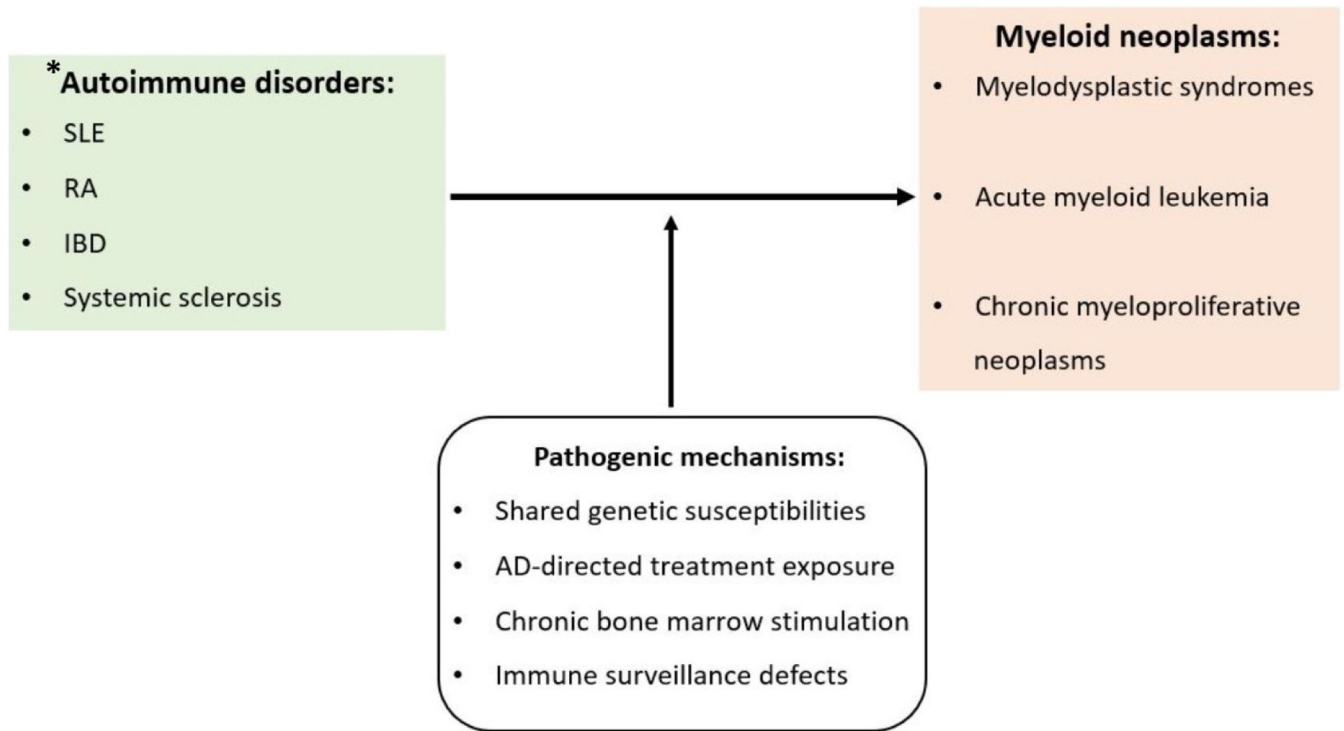 *Autoimmune disorders:
• SLE
• RA
• IBD
• Systemic sclerosis
Myeloid neoplasms:
• Myelodysplastic syndromes
• Acute myeloid leukemia
• Chronic myeloproliferative
neoplasms
Pathogenic mechanisms:
• Shared genetic susceptibilities
• AD-directed treatment exposure
• Chronic bone marrow stimulation
• Immune surveillance defects